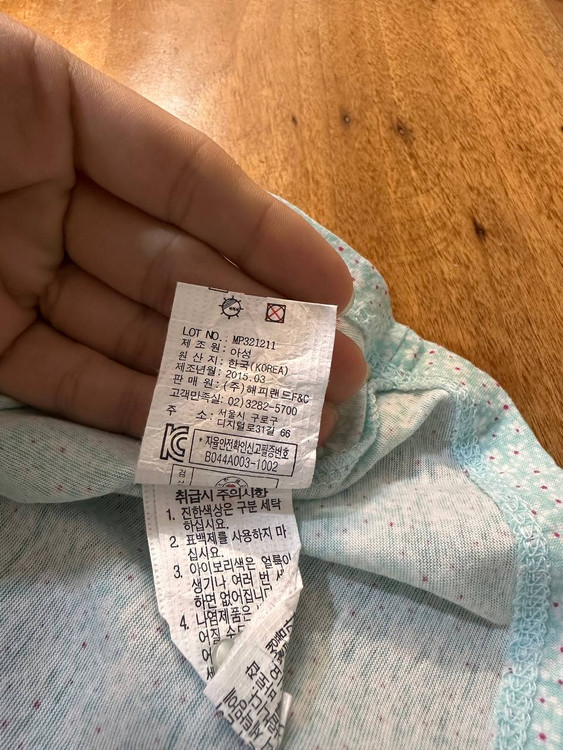 LOT NO.: MP321211
제 조 원: 아성
원 산 지: 한국(KOREA)
제조년월: 2015.03
판 매 원: (주)해피랜드F&C
고객만족실: 02)3282-5700
주 소: 서울시 구로구
디지털로31길 66
*자율안전확인신고필증번호
B044A003-1002
취급시 주의사항
1. 진한색상은 구분 세탁
하십시요.
2. 표백제를 사용하지 마
십시요.
3. 아이보리색은 얼룩이
생기나 여러 번
하면 없어집니다
4. 나염제품은
어질